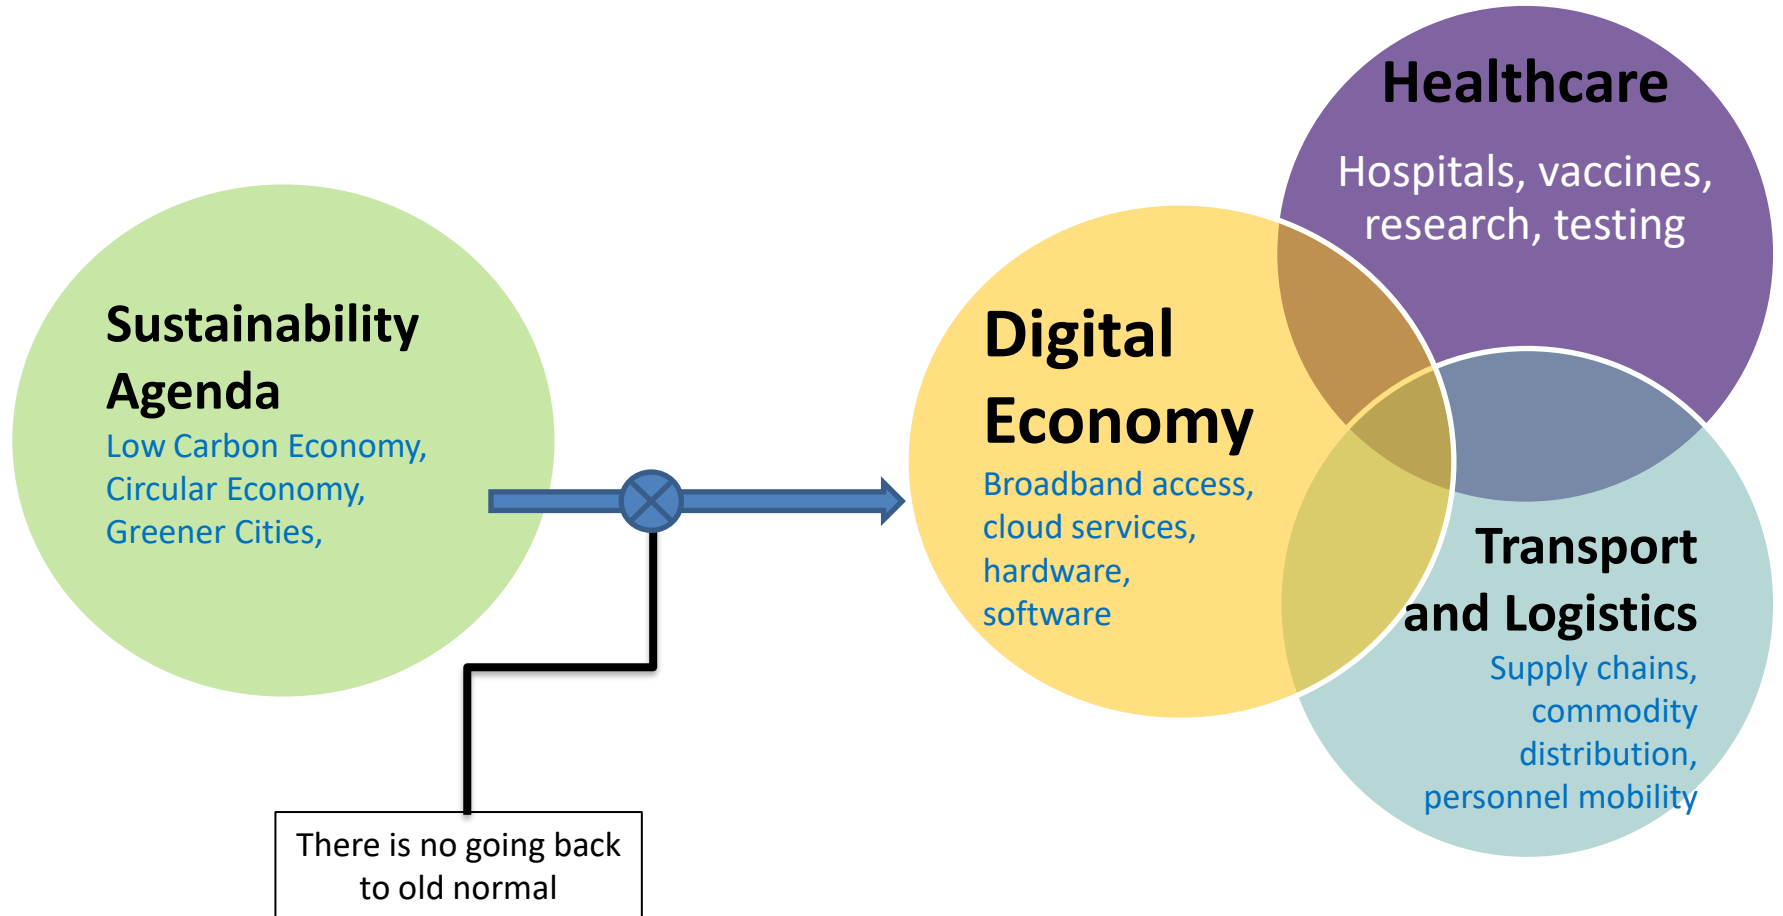 Sustainability
Agenda
Low Carbon Economy,
Circular Economy,
Greener Cities,
There is no going back
to old normal
Digital
Economy
Broadband access,
cloud services,
hardware,
software
Healthcare
Hospitals, vaccines,
research, testing
Transport
and Logistics
Supply chains,
commodity
distribution,
personnel mobility